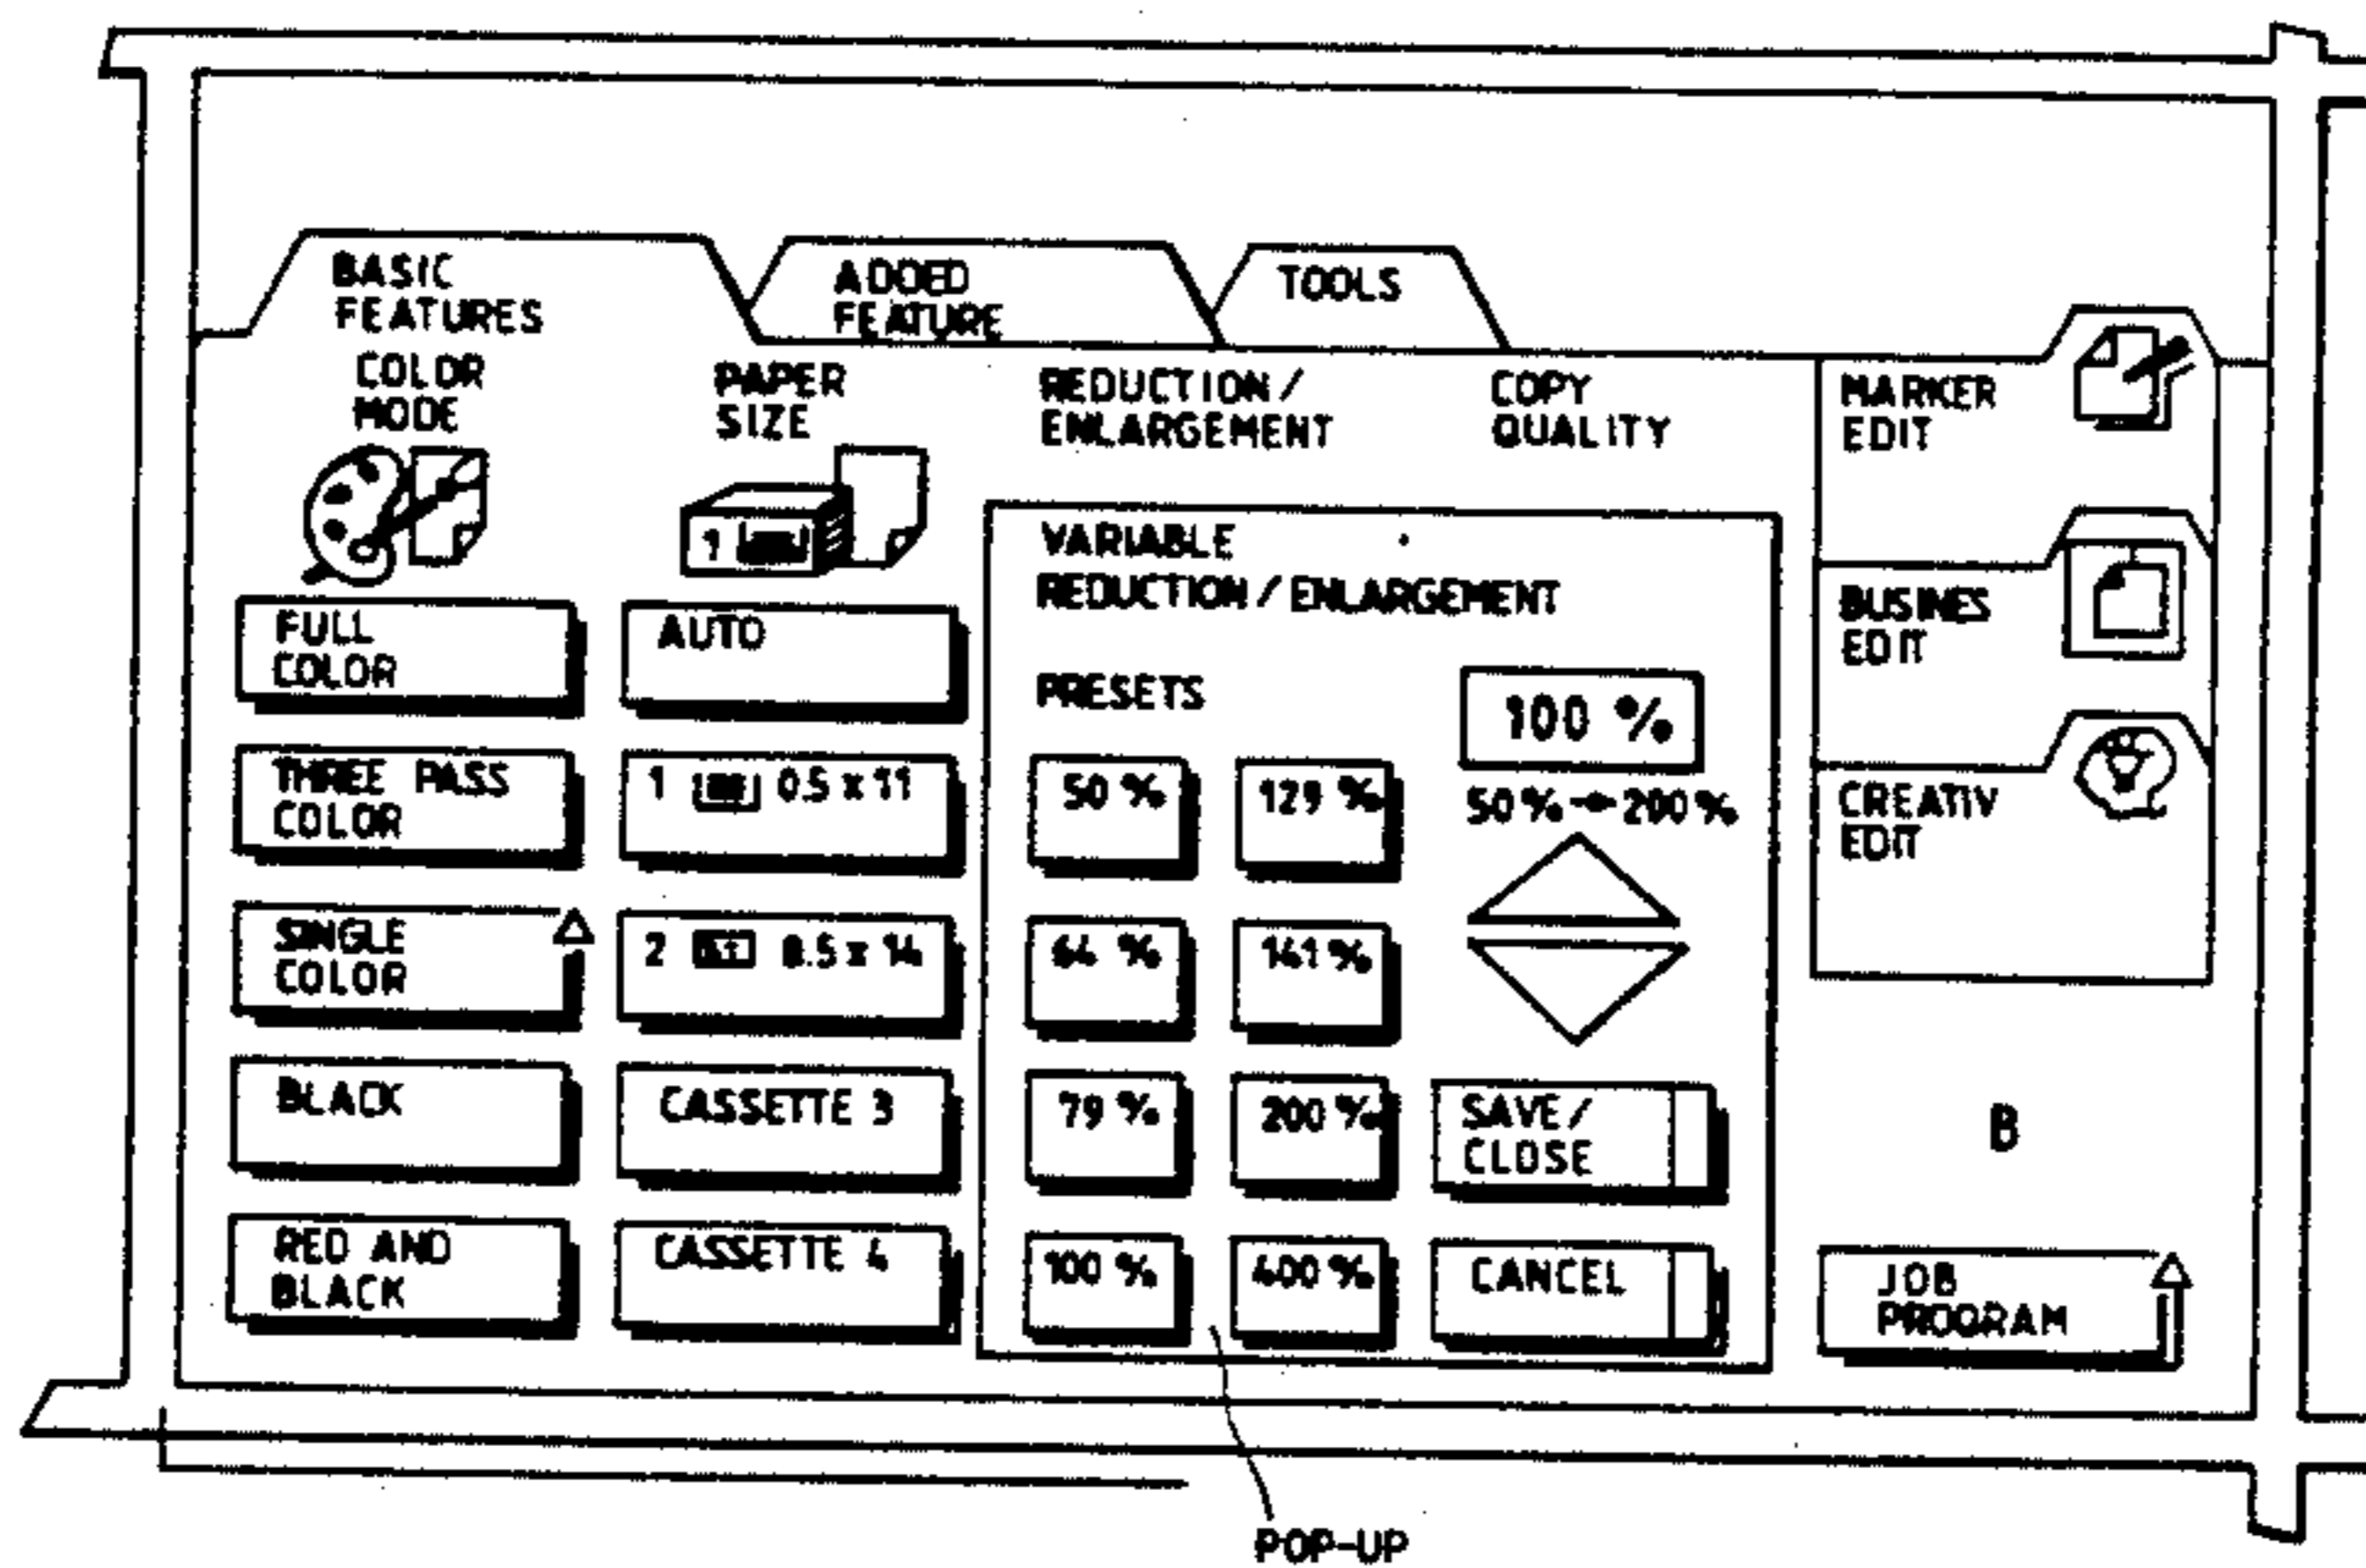 BASIC
FEATURES
ADDED
FEATURE
TOOLS
COLOR
MODE
PAPER
SIZE
REDUCTION/
ENLARGEMENT
COPY
QUALITY
MARKER
EDIT
1
FULL
COLOR
AUTO
THREE PASS
COLOR
1 0.5 x 11
SINGLE
COLOR
2 8.5 x 14
BLACK
CASSETTE 3
RED AND
BLACK
CASSETTE 4
VARIABLE
REDUCTION / ENLARGEMENT
PRESETS
100 %
50 % 129 %
50 % 200 %
64 % 141 %
79 % 200 %
100 % 400 %
SAVE/
CLOSE
CANCEL
BUSINES
EDIT
CREATIV
EDIT
B
JOB
PROGRAM
POP-UP